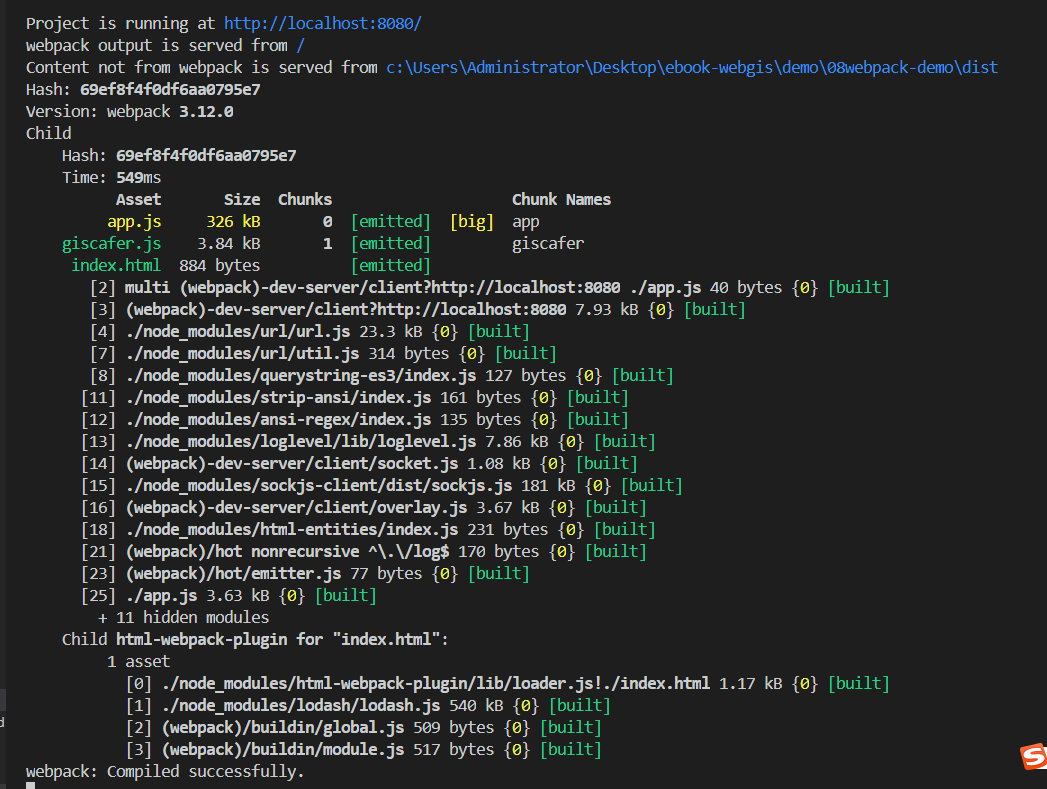 Project is running at http://localhost:8080/
webpack output is served from /
Content not from webpack is served from c:\Users\Administrator\Desktop\ebook-webgis\demo\08webpack-demo\dist
Hash: 69ef8f4f0df6aa0795e7
Version: webpack 3.12.0
Child
Hash: 69ef8f4f0df6aa0795e7
Time: 549ms
Asset Size Chunks Chunk Names
app.js 326 kB 0 [emitted] [big] app
giscafer.js 3.84 kB 1 [emitted] giscafer
index.html 884 bytes [emitted]
[2] multi (webpack)-dev-server/client?http://localhost:8080 ./app.js 40 bytes {0} [built]
[3] (webpack)-dev-server/client?http://localhost:8080 7.93 kB {0} [built]
[4] ./node_modules/url/url.js 23.3 kB {0} [built]
[7] ./node_modules/url/util.js 314 bytes {0} [built]
[8] ./node_modules/querystring-es3/index.js 127 bytes {0} [built]
[11] ./node_modules/strip-ansi/index.js 161 bytes {0} [built]
[12] ./node_modules/ansi-regex/index.js 135 bytes {0} [built]
[13] ./node_modules/loglevel/lib/loglevel.js 7.86 kB {0} [built]
[14] (webpack)-dev-server/client/socket.js 1.08 kB {0} [built]
[15] ./node_modules/sockjs-client/dist/sockjs.js 181 kB {0} [built]
[16] (webpack)-dev-server/client/overlay.js 3.67 kB {0} [built]
[18] ./node_modules/html-entities/index.js 231 bytes {0} [built]
[21] (webpack)/hot nonrecursive ^\.\/log$ 170 bytes {0} [built]
[23] (webpack)/hot/emitter.js 77 bytes {0} [built]
[25] ./app.js 3.63 kB {0} [built]
+ 11 hidden modules
Child html-webpack-plugin for "index.html":
1 asset
[0] ./node_modules/html-webpack-plugin/lib/loader.js!./index.html 1.17 kB {0} [built]
[1] ./node_modules/lodash/lodash.js 540 kB {0} [built]
[2] (webpack)/buildin/global.js 509 bytes {0} [built]
[3] (webpack)/buildin/module.js 517 bytes {0} [built]
webpack: Compiled successfully.